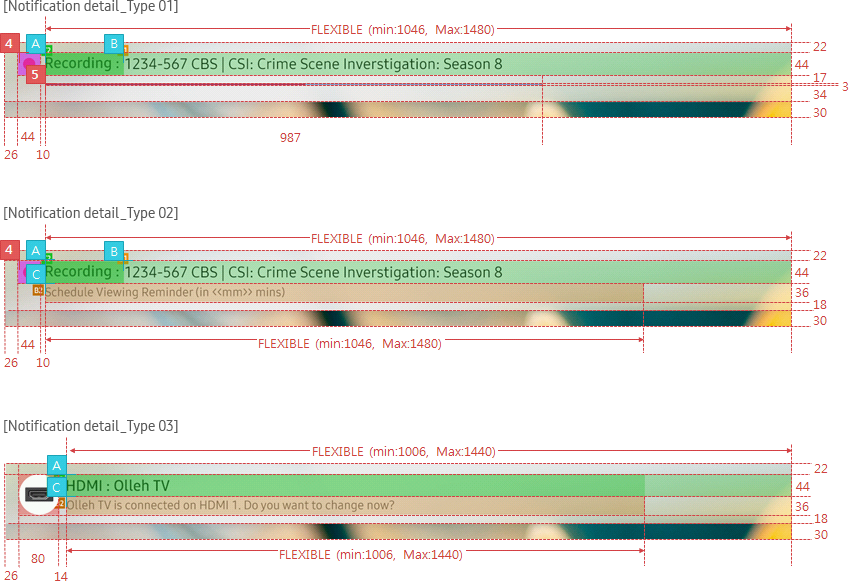 [Notification detail_Type 01]
FLEXIBLE (min:1046, Max:1480)
4 A B
22
Recording : 1234-567 CBS | CSI: Crime Scene Inverstigation: Season 8
44
5
17
3
34
30
44
987
26 10
[Notification detail_Type 02]
FLEXIBLE (min:1046, Max:1480)
4 A B
22
C Recording : 1234-567 CBS | CSI: Crime Scene Inverstigation: Season 8
44
Schedule Viewing Reminder (in <<mm>> mins)
36
18
30
44
FLEXIBLE (min:1046, Max:1480)
26 10
[Notification detail_Type 03]
FLEXIBLE (min:1006, Max:1440)
A
22
C HDMI : Olleh TV
44
Olleh TV is connected on HDMI 1. Do you want to change now?
36
18
30
80
FLEXIBLE (min:1006, Max:1440)
26 14